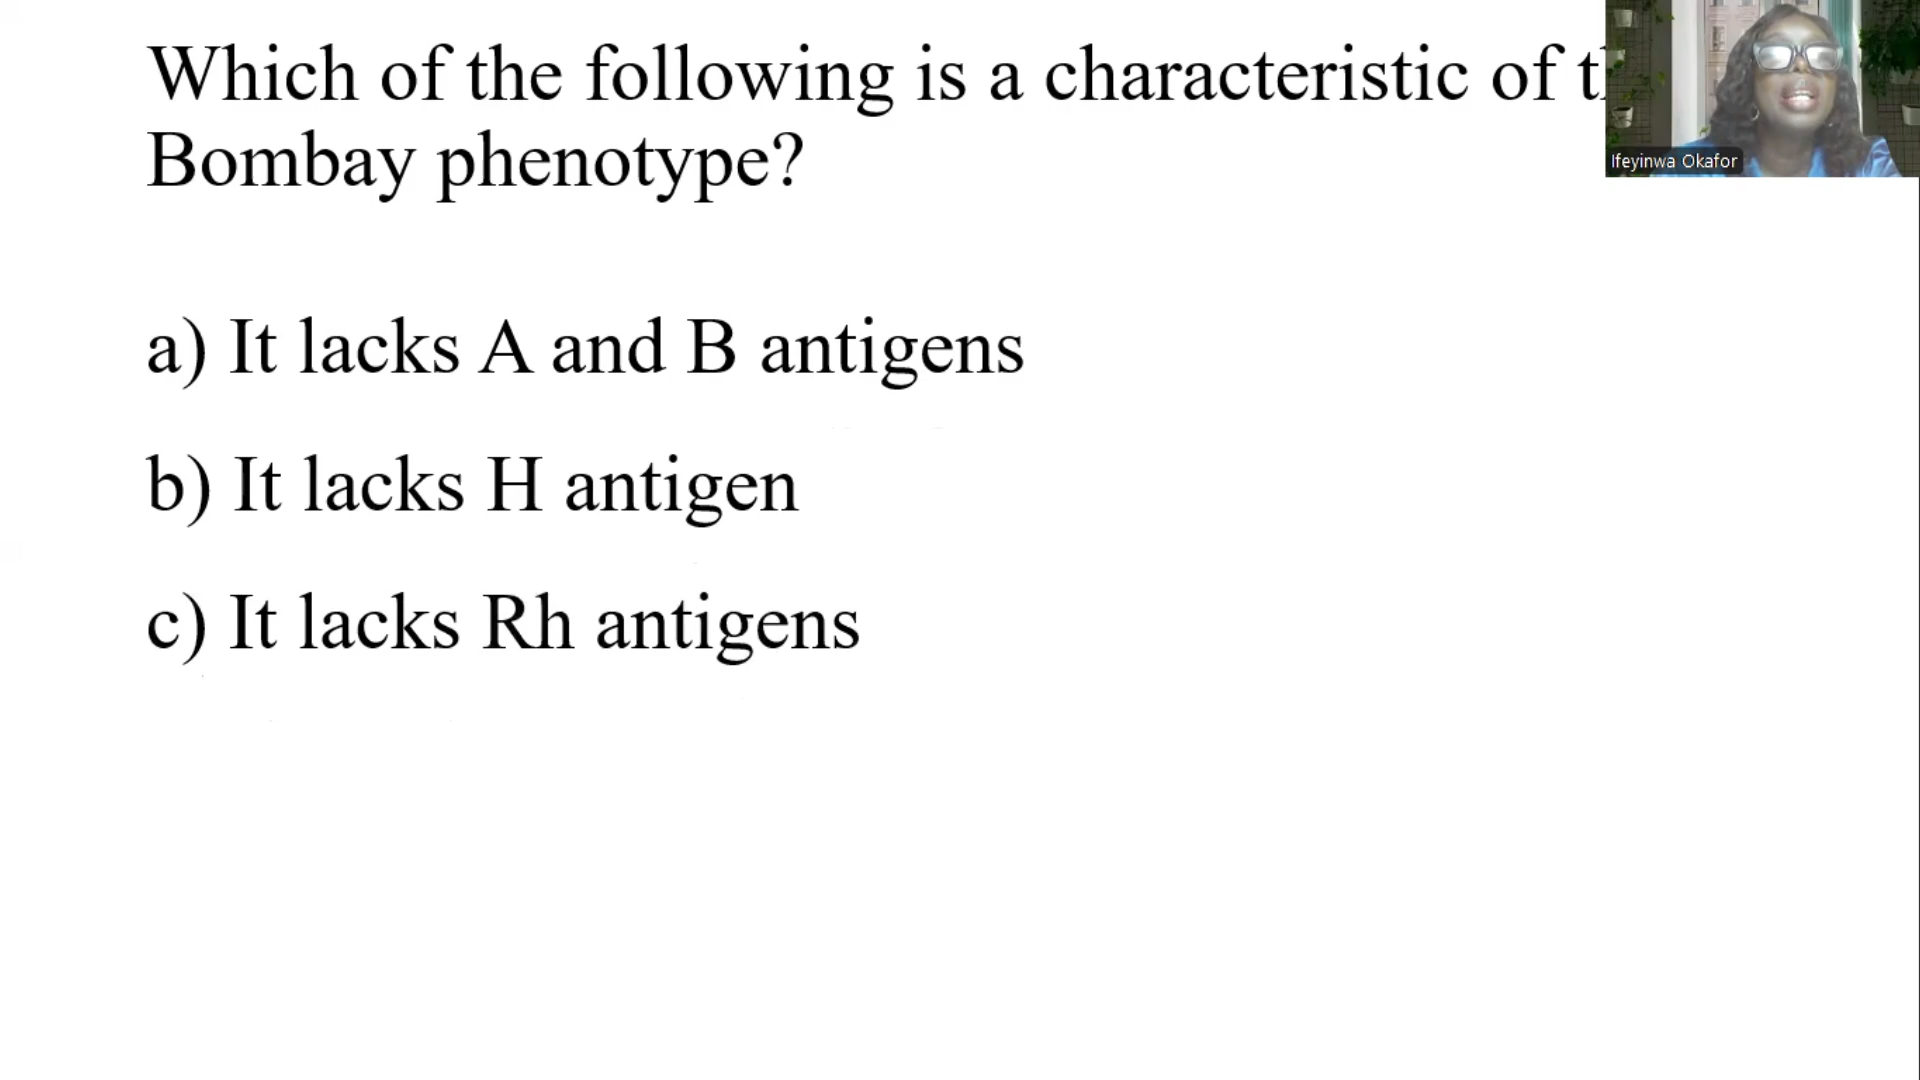 Which of the following is a characteristic of
Bombay phenotype?
a) It lacks A and B antigens
b) It lacks H antigen
c) It lacks Rh antigens
Ifeyinwa Okafor